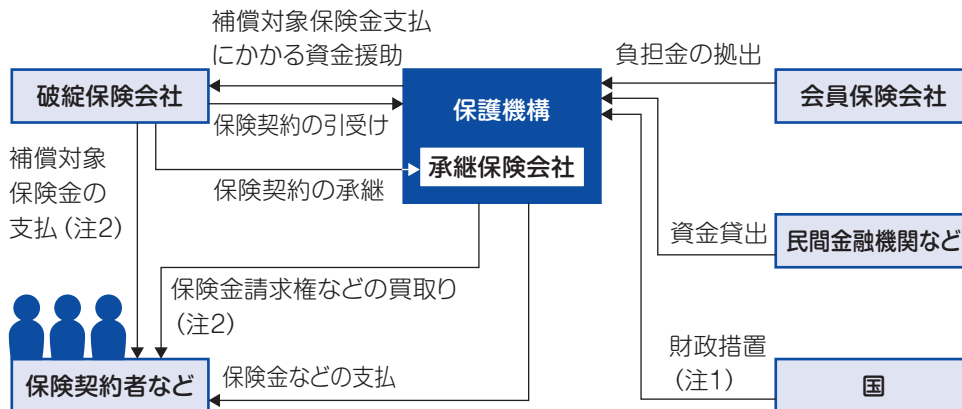 補償対象保険金支払
にかかる資金援助
負担金の拠出
破綻保険会社
保護機構
会員保険会社
保険契約の引受け
補償対象
保険金の
支払(注2)
承継保険会社
保険契約の承継
資金貸出
民間金融機関など
保険金請求権などの買取り
(注2)
財政措置
(注1)
保険契約者など
保険金などの支払
国